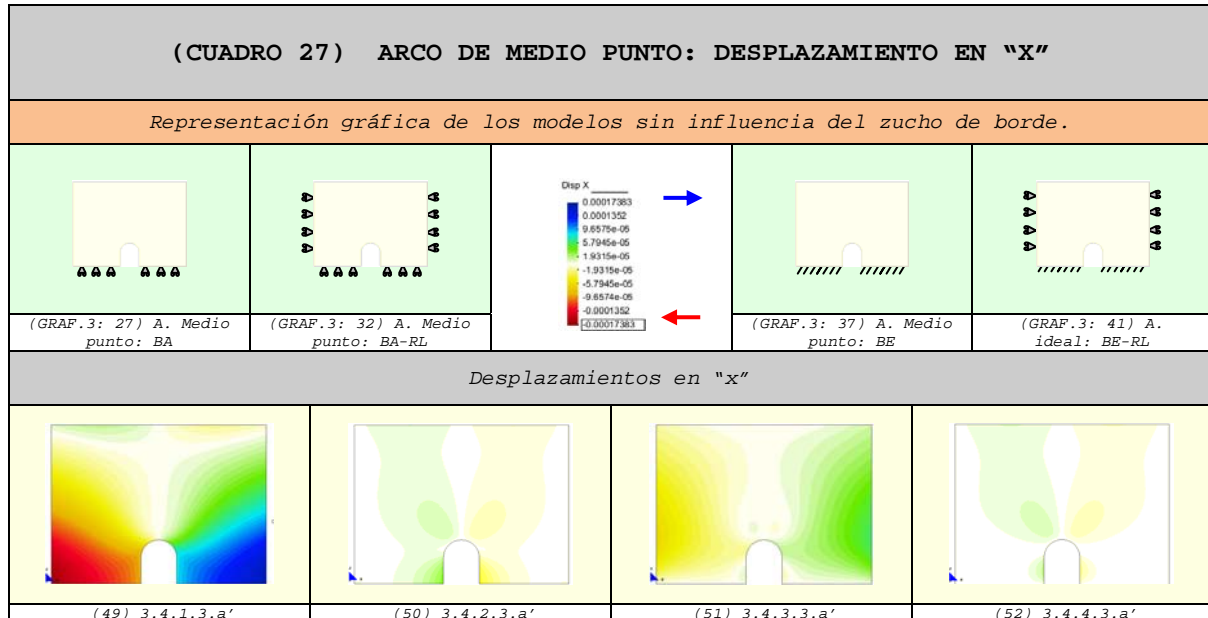 (CUADRO 27) ARCO DE MEDIO PUNTO: DESPLAZAMIENTO EN “X”
Representación gráfica de los modelos sin influencia del zucho de borde.
Disp X
0.00017383
0.0001352
9.6575e-05
5.7945e-05
1.9315e-05
-1.9315e-05
-5.7945e-05
-9.6574e-05
-0.0001352
-0.00017383
(GRAF.3: 27) A. Medio
punto: BA
(GRAF.3: 32) A. Medio
punto: BA-RL
(GRAF.3: 37) A. Medio
punto: BE
(GRAF.3: 41) A.
ideal: BE-RL
Desplazamientos en “x”
(49) 3.4.1.3.a’
(50) 3.4.2.3.a’
(51) 3.4.3.3.a’
(52) 3.4.4.3.a’